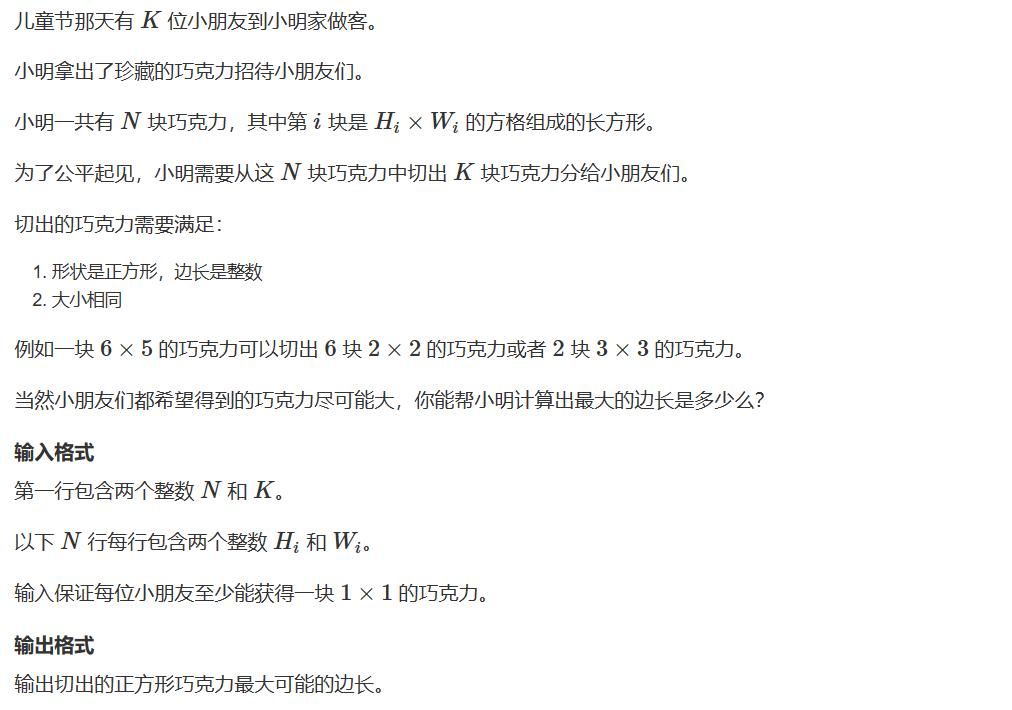 儿童节那天有 K 位小朋友到小明家做客。
小明拿出了珍藏的巧克力招待小朋友们。
小明一共有 N 块巧克力，其中第 i 块是 Hᵢ × Wᵢ 的方格组成的长方形。
为了公平起见，小明需要从这 N 块巧克力中切出 K 块巧克力分给小朋友们。
切出的巧克力需要满足：
1. 形状是正方形，边长是整数
2. 大小相同
例如一块 6 × 5 的巧克力可以切出 6 块 2 × 2 的巧克力或者 2 块 3 × 3 的巧克力。
当然小朋友们都希望得到的巧克力尽可能大，你能帮小明计算出最大的边长是多少么？
输入格式
第一行包含两个整数 N 和 K。
以下 N 行每行包含两个整数 Hᵢ 和 Wᵢ。
输入保证每位小朋友至少能获得一块 1 × 1 的巧克力。
输出格式
输出切出的正方形巧克力最大可能的边长。